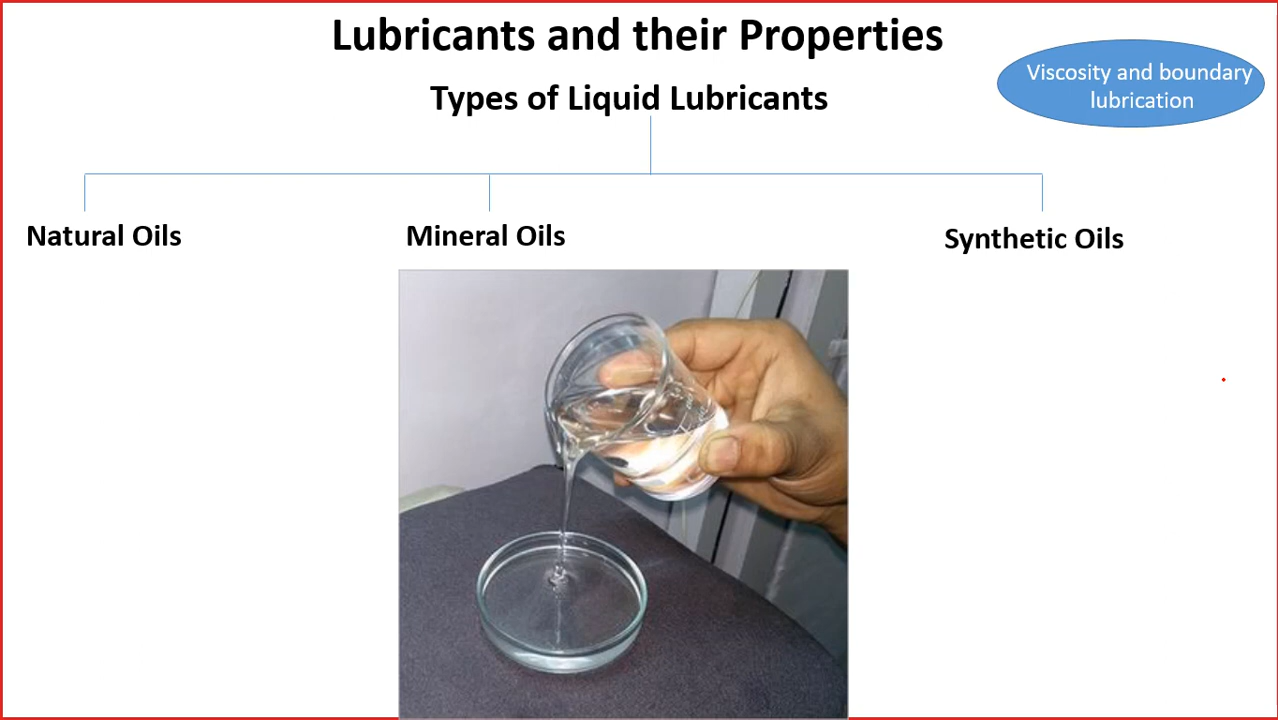 Lubricants and their Properties
Types of Liquid Lubricants
Viscosity and boundary
lubrication
Natural Oils
Mineral Oils
Synthetic Oils